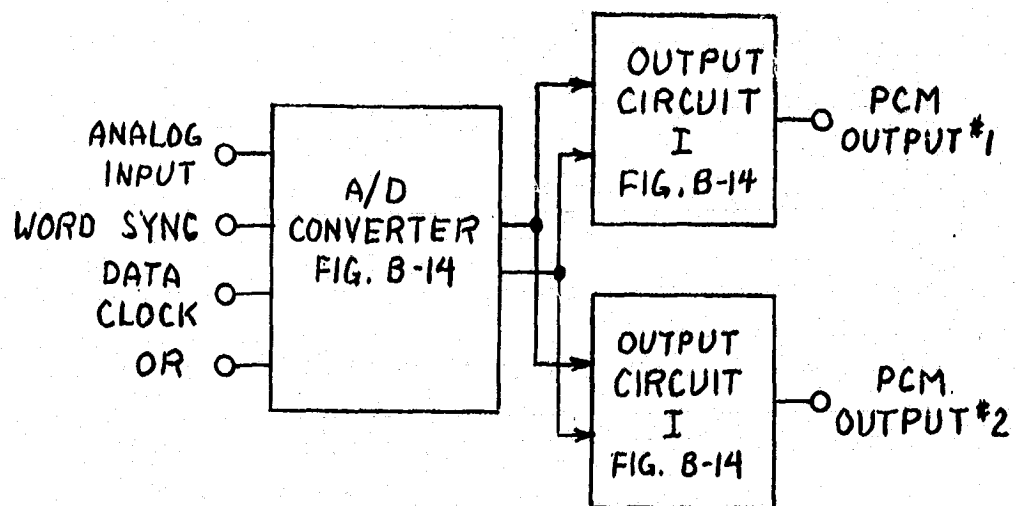 ANALOG
INPUT
WORD SYNC
DATA
CLOCK
OR
A/D
CONVERTER
FIG. B-14
OUTPUT
CIRCUIT
I
FIG. B-14
PCM
OUTPUT #1
OUTPUT
CIRCUIT
I
FIG. B-14
PCM
OUTPUT #2